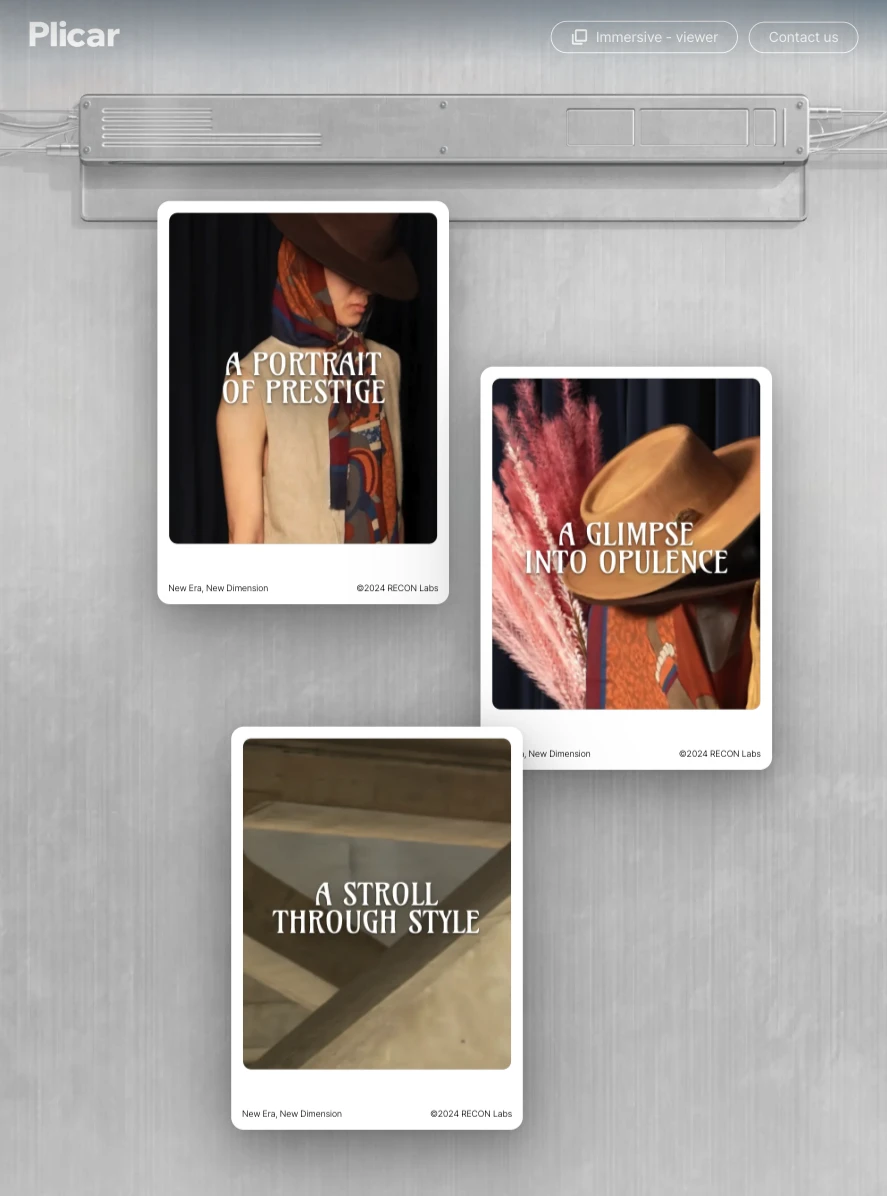 Plicar
Immersive - viewer
Contact us
A PORTRAIT
OF PRESTIGE
New Era, New Dimension
©2024 RECON Labs
A GLIMPSE
INTO OPULENCE
, New Dimension
©2024 RECON Labs
A STROLL
THROUGH STYLE
New Era, New Dimension
©2024 RECON Labs